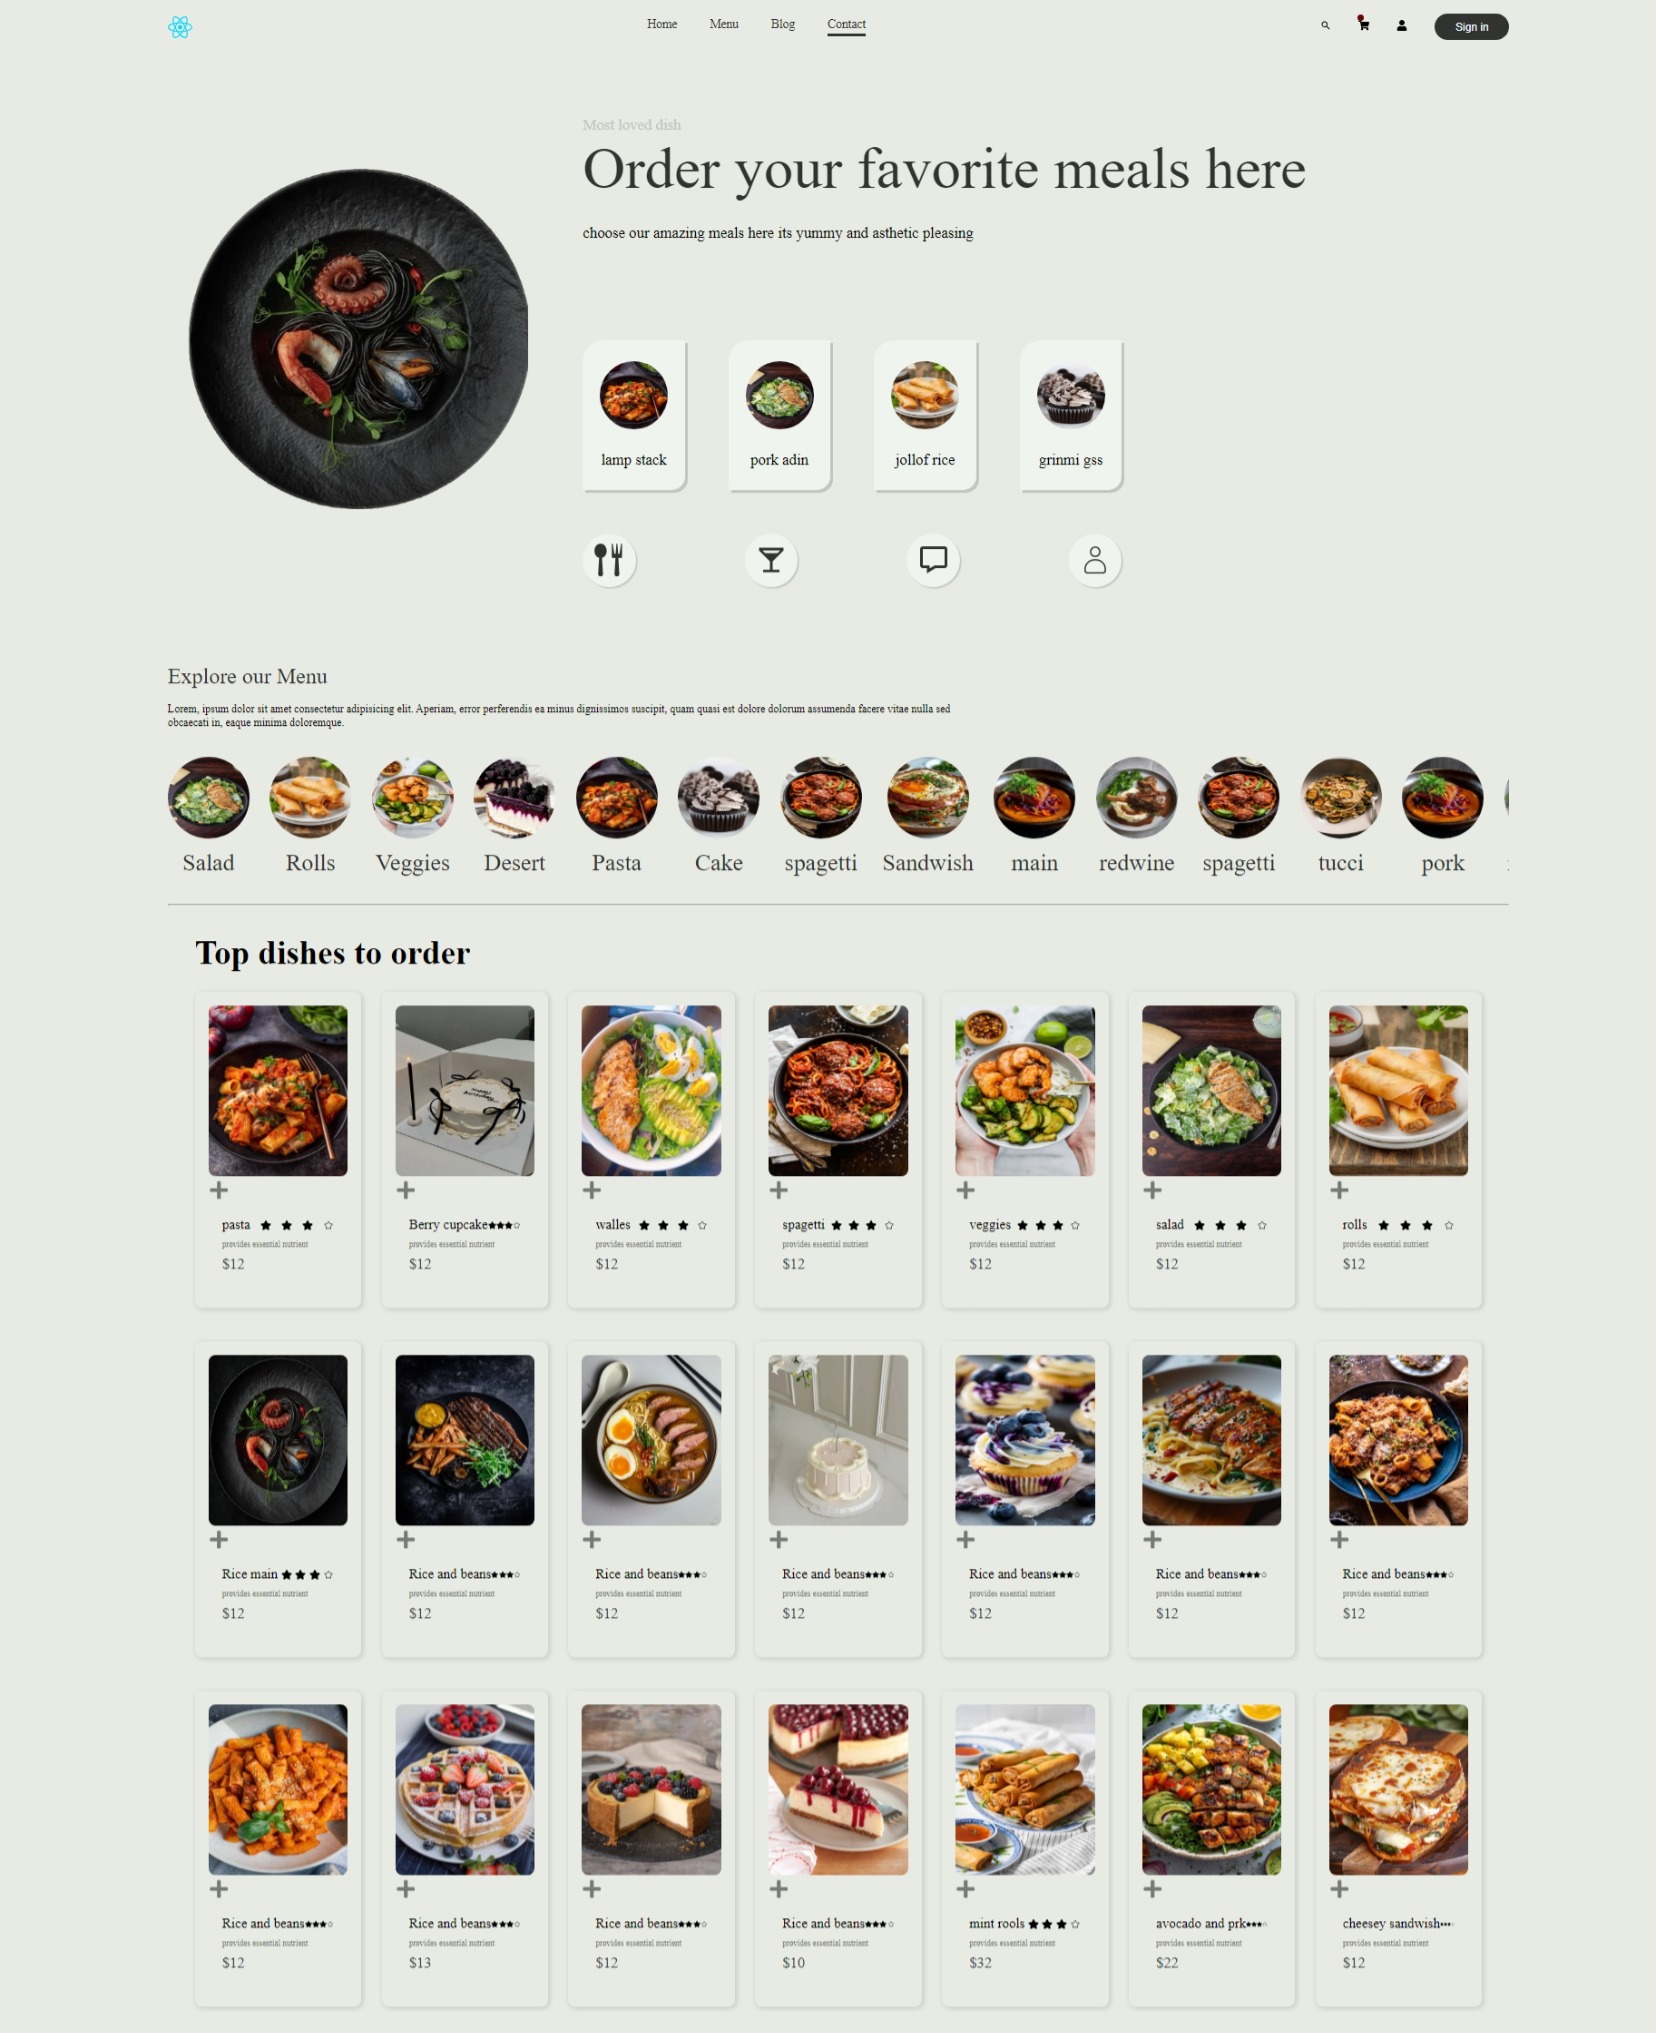 Home Menu Blog Contact Sign in
Most loved dish
Order your favorite meals here
choose our amazing meals here its yummy and asthetic pleasing
lamp stack pork adin jollof rice grinmi gss
Explore our Menu
Lorem, ipsum dolor sit amet consectetur adipisicing elit. Aperiam, error perferendis ea minus dignissimos suscipit, quam quasi est dolore dolorum assumenda facere vitae nulla sed
obcaecati in, eaque minima doloremque.
Salad Rolls Veggies Desert Pasta Cake spagetti Sandwish main redwine spagetti tucci pork
Top dishes to order
pasta Berry cupcake walles spagetti veggies salad rolls
provides essential nutrient provides essential nutrient provides essential nutrient provides essential nutrient provides essential nutrient provides essential nutrient provides essential nutrient
$12 $12 $12 $12 $12 $12 $12
Rice main Rice and beans Rice and beans Rice and beans Rice and beans Rice and beans Rice and beans
provides essential nutrient provides essential nutrient provides essential nutrient provides essential nutrient provides essential nutrient provides essential nutrient provides essential nutrient
$12 $12 $12 $12 $12 $12 $12
Rice and beans Rice and beans Rice and beans Rice and beans mint rools avocado and prk cheesey sandwish
provides essential nutrient provides essential nutrient provides essential nutrient provides essential nutrient provides essential nutrient provides essential nutrient provides essential nutrient
$12 $13 $12 $10 $32 $22 $12